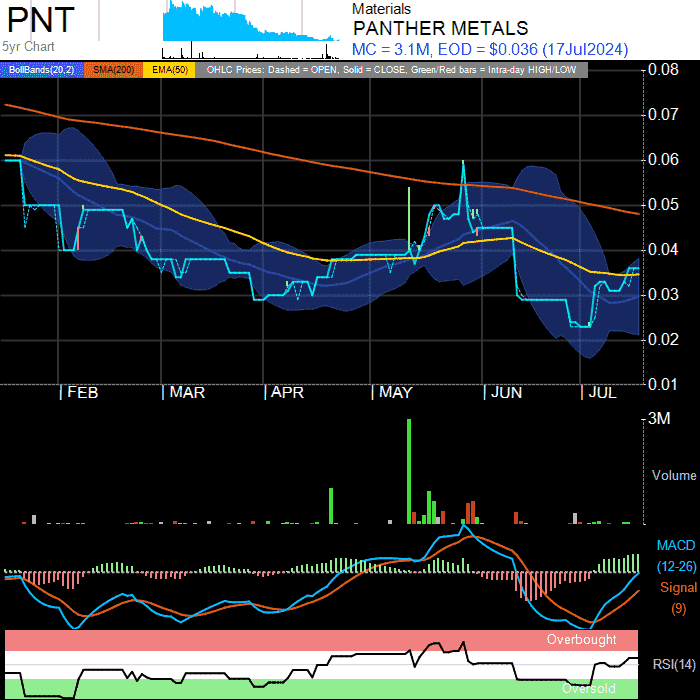 PNT
5yr Chart
Materials
PANTHER METALS
MC = 3.1M, EOD = $0.036 (17Jul2024)
BollBands(20,2) SMA(200) EMA(50) OHLC Prices: Dashed = OPEN, Solid = CLOSE, Green/Red bars = Intra-day HIGH/LOW
0.08
0.07
0.06
0.05
0.04
0.03
0.02
0.01
FEB MAR APR MAY JUN JUL
3M
Volume
MACD
(12-26)
Signal
(9)
Overbought
RSI(14)
Oversold